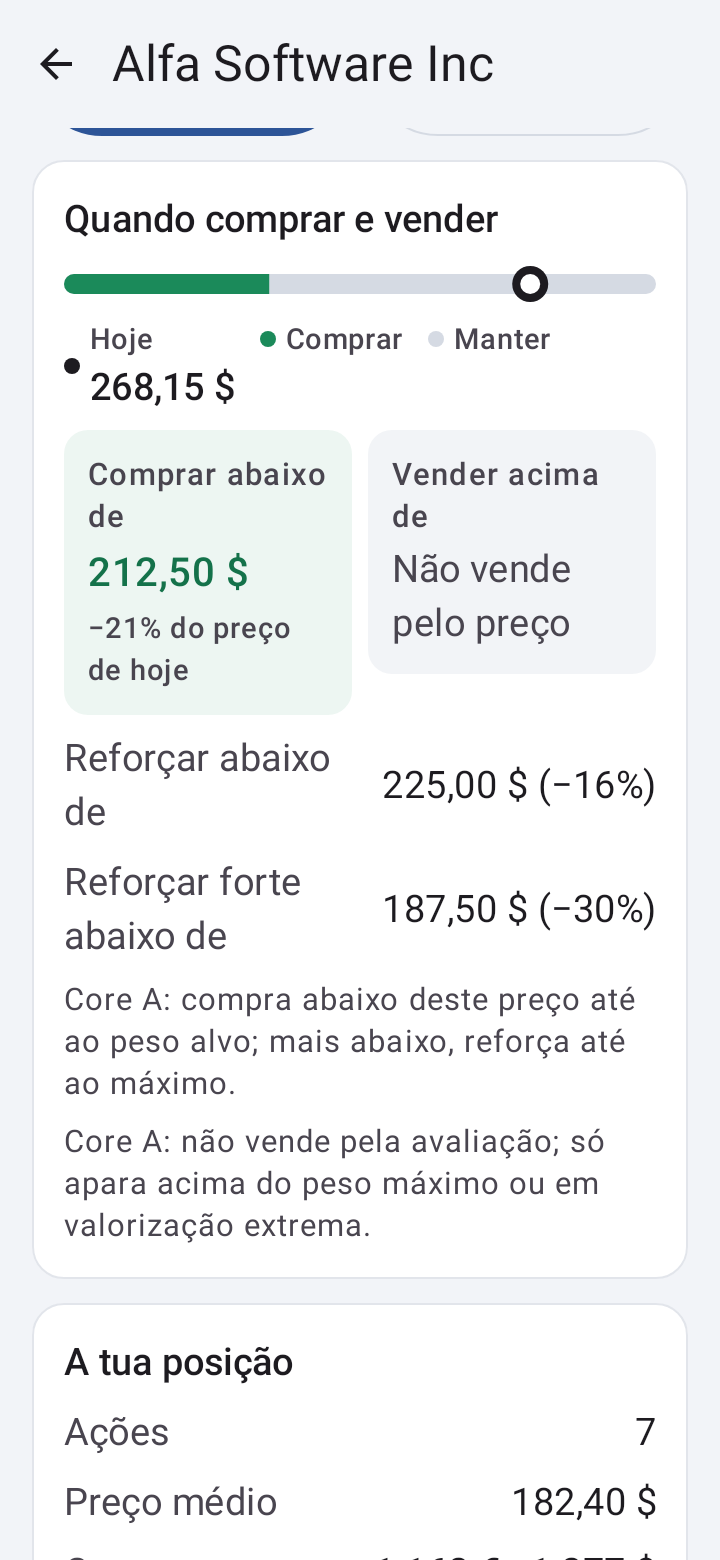 Alfa Software Inc
Quando comprar e vender
Hoje
268,15 $
Comprar
Manter
Comprar abaixo
de
212,50 $
−21% do preço
de hoje
Vender acima
de
Não vende
pelo preço
Reforçar abaixo
de
225,00 $ (−16%)
Reforçar forte
abaixo de
187,50 $ (−30%)
Core A: compra abaixo deste preço até
ao peso alvo; mais abaixo, reforça até
ao máximo.
Core A: não vende pela avaliação; só
apara acima do peso máximo ou em
valorização extrema.
A tua posição
Ações
7
Preço médio
182,40 $